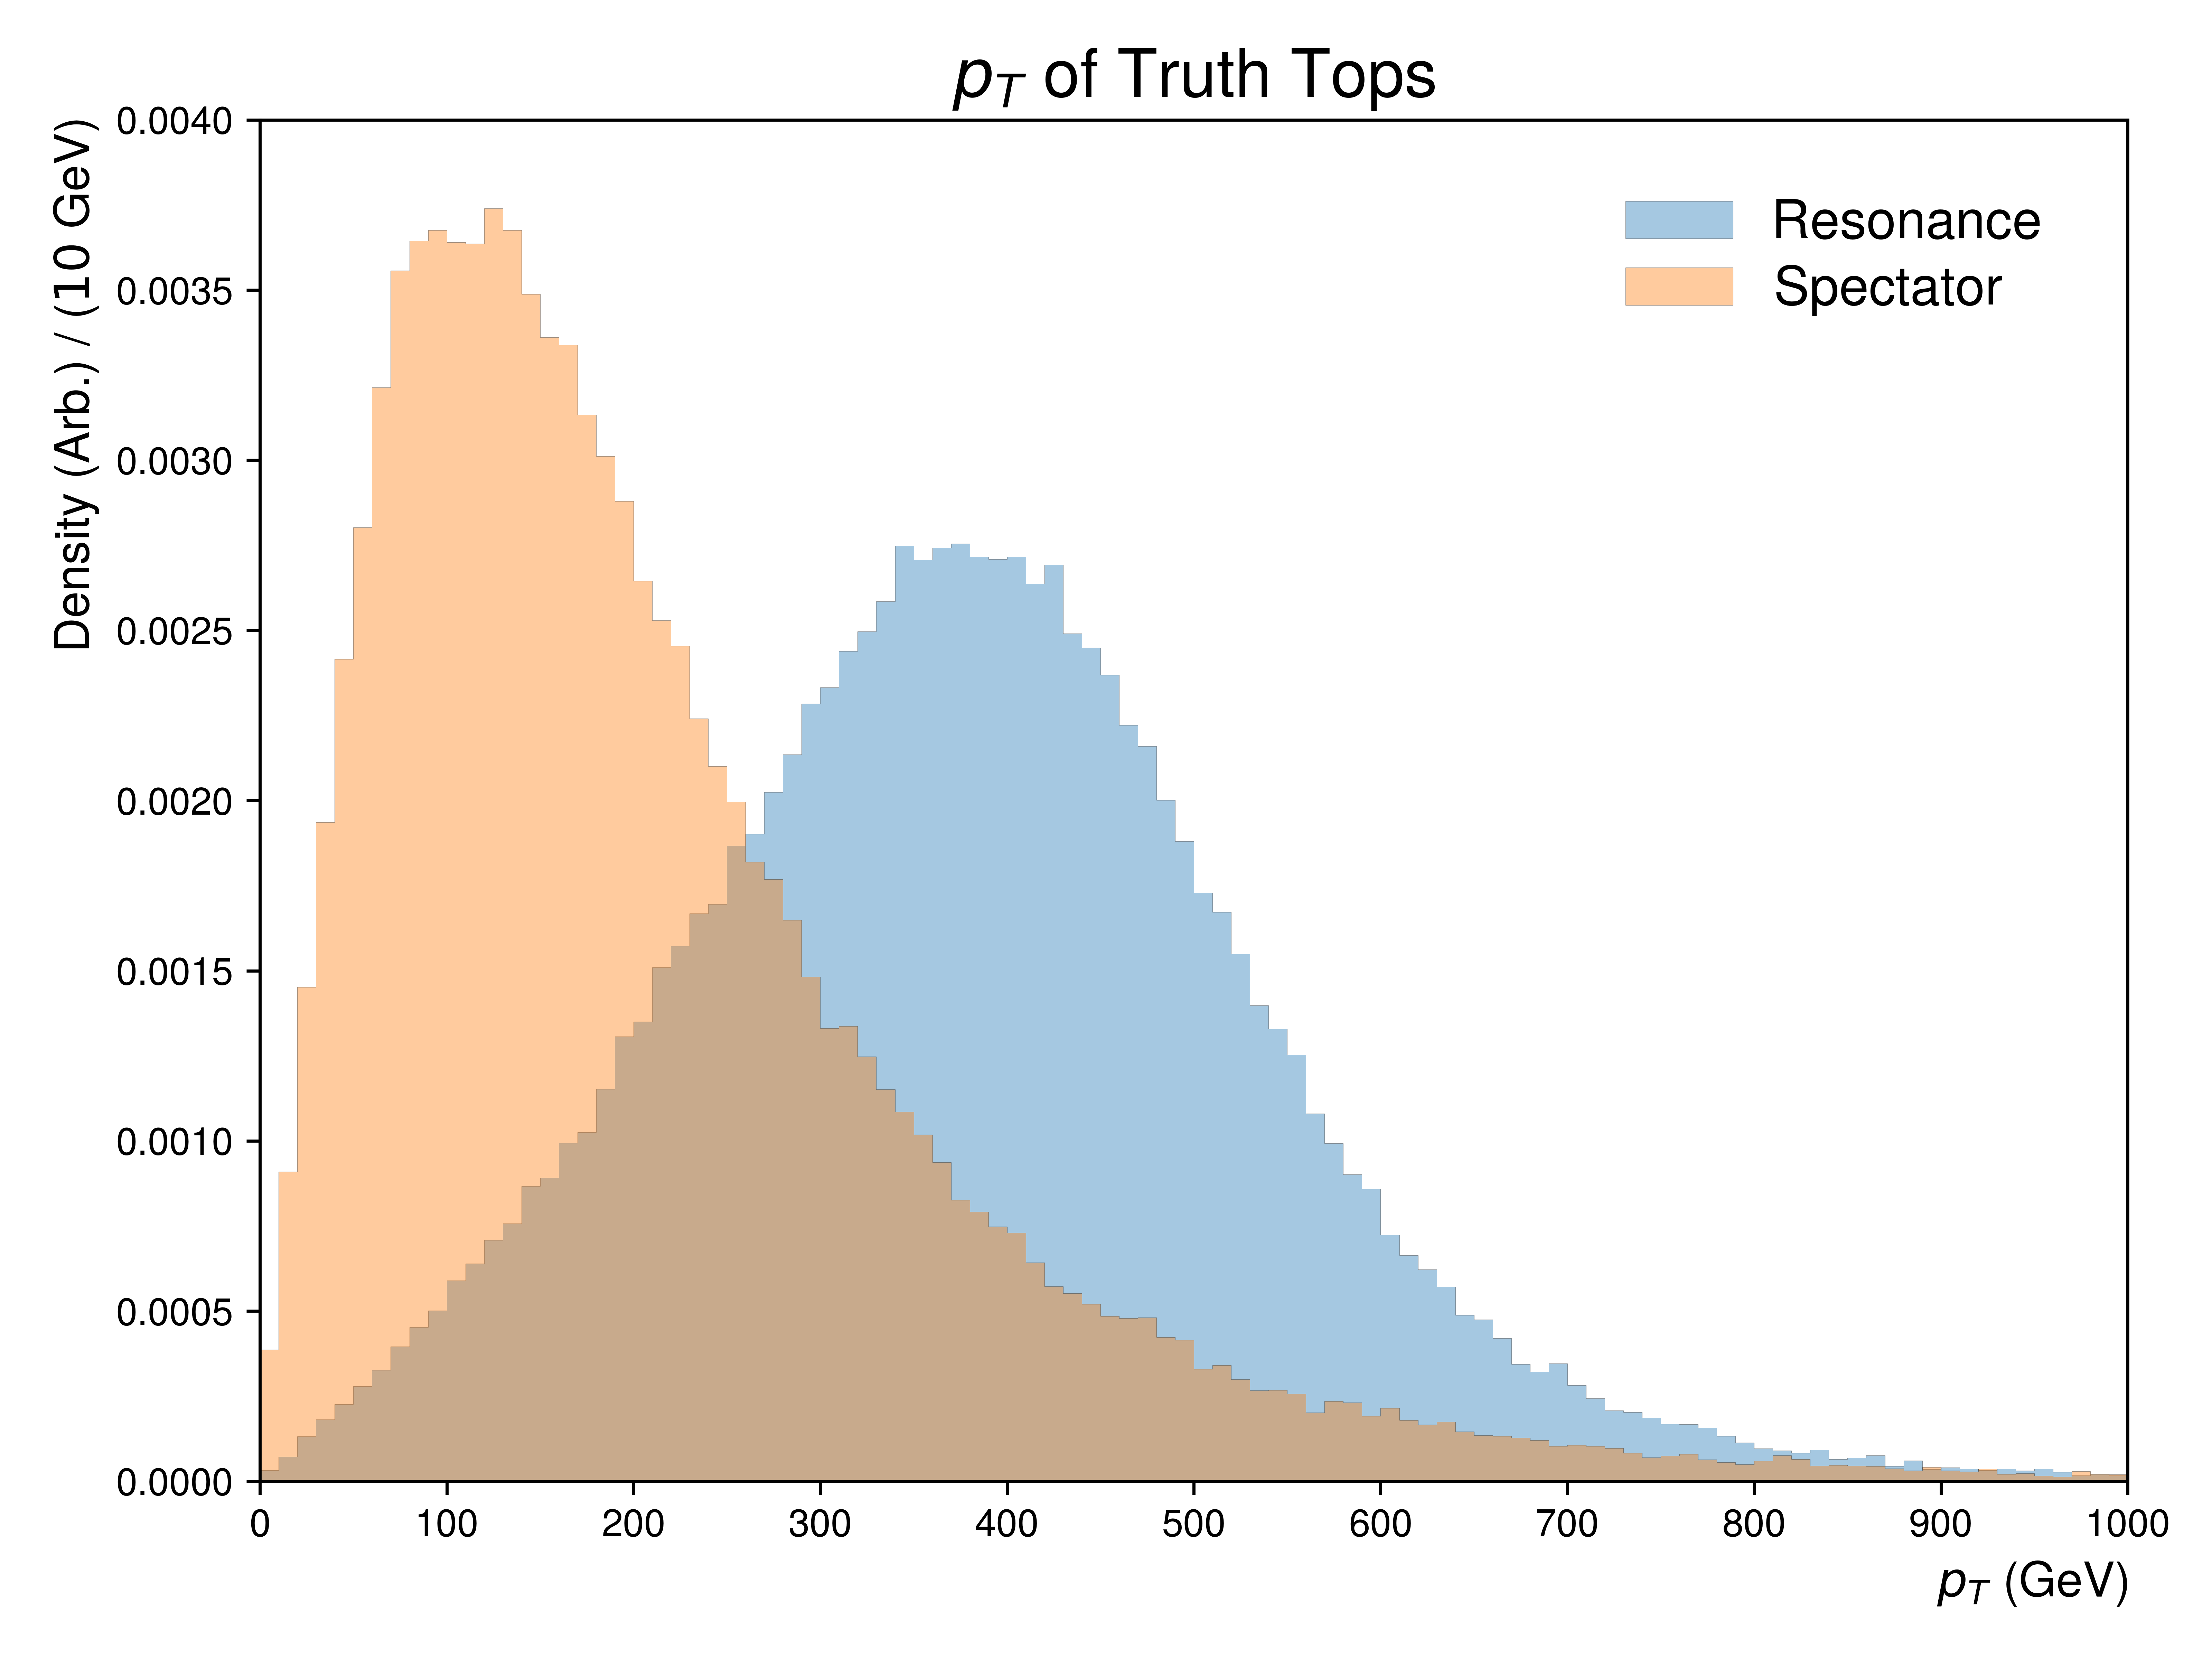 p_T of Truth Tops
Density (Arb.) / (10 GeV)
0.0040
0.0035
0.0030
0.0025
0.0020
0.0015
0.0010
0.0005
0.0000
Resonance
Spectator
0 100 200 300 400 500 600 700 800 900 1000
p_T (GeV)